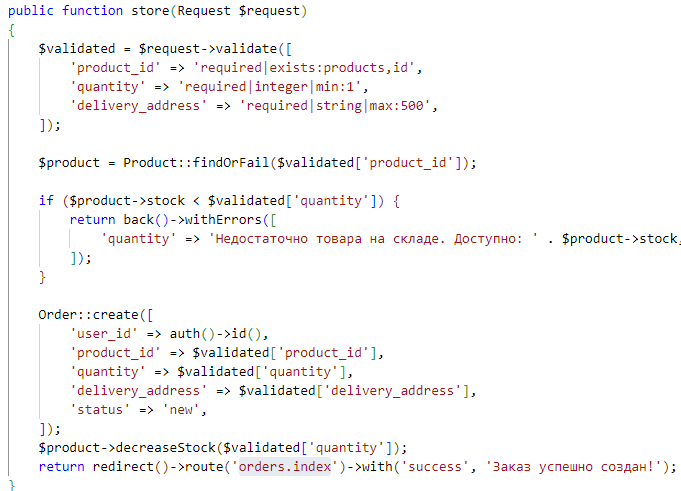 public function store(Request $request)
{
    $validated = $request->validate([
        'product_id' => 'required|exists:products,id',
        'quantity' => 'required|integer|min:1',
        'delivery_address' => 'required|string|max:500',
    ]);

    $product = Product::findOrFail($validated['product_id']);

    if ($product->stock < $validated['quantity']) {
        return back()->withErrors([
            'quantity' => 'Недостаточно товара на складе. Доступно: ' . $product->stock,
        ]);
    }

    Order::create([
        'user_id' => auth()->id(),
        'product_id' => $validated['product_id'],
        'quantity' => $validated['quantity'],
        'delivery_address' => $validated['delivery_address'],
        'status' => 'new',
    ]);
    $product->decreaseStock($validated['quantity']);
    return redirect()->route('orders.index')->with('success', 'Заказ успешно создан!');
}